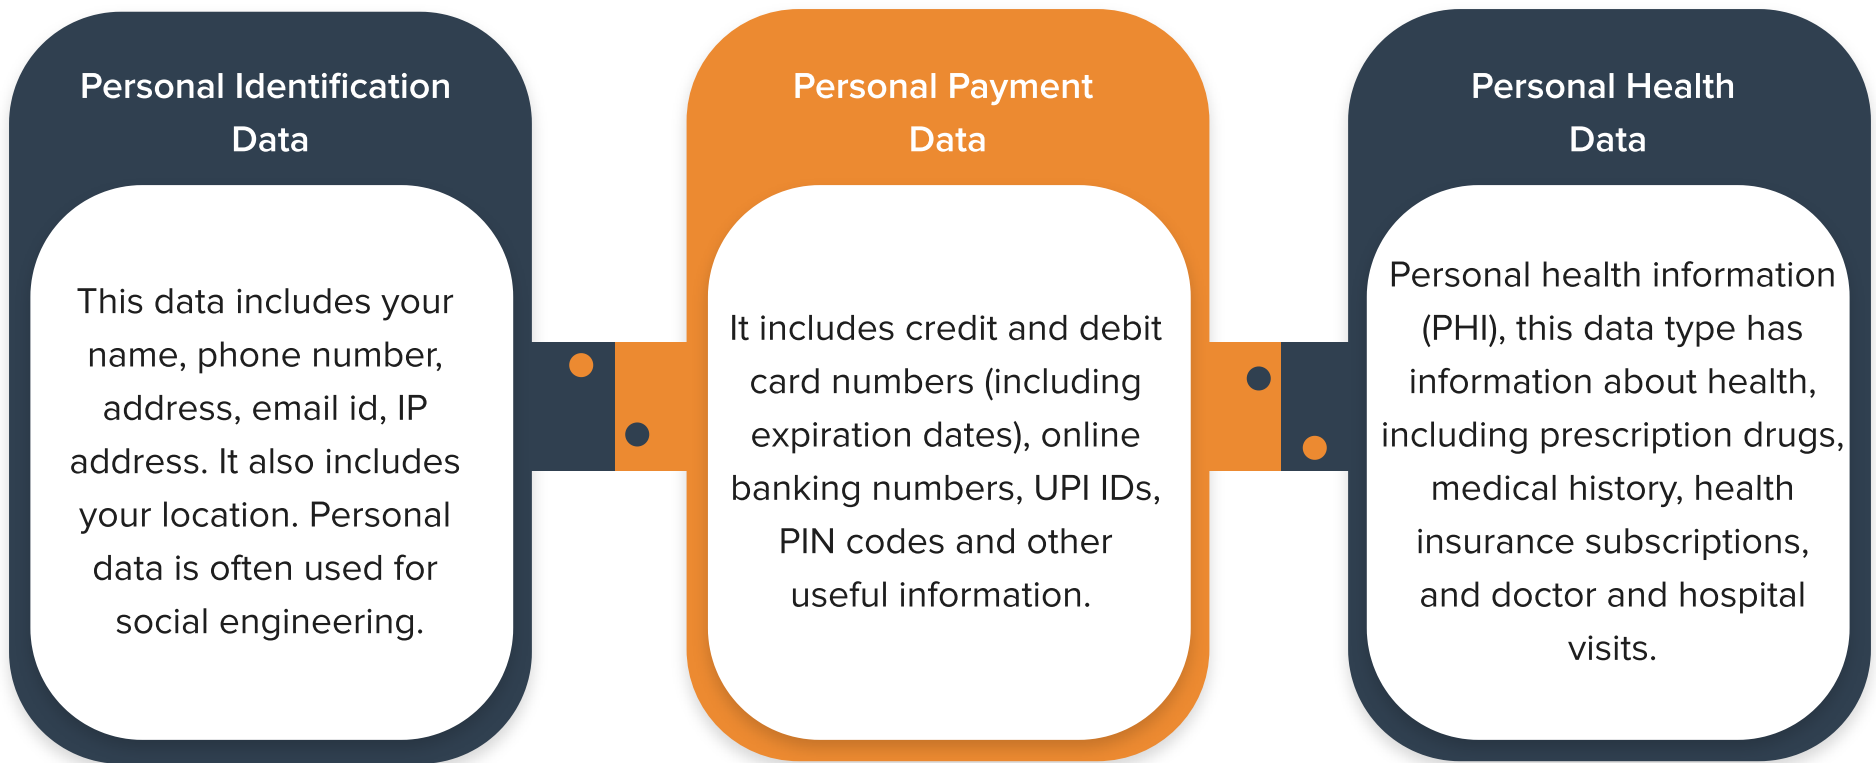 Personal Identification
Data
This data includes your
name, phone number,
address, email id, IP
address. It also includes
your location. Personal
data is often used for
social engineering.
Personal Payment
Data
It includes credit and debit
card numbers (including
expiration dates), online
banking numbers, UPI IDs,
PIN codes and other
useful information.
Personal Health
Data
Personal health information
(PHI), this data type has
information about health,
including prescription drugs,
medical history, health
insurance subscriptions,
and doctor and hospital
visits.